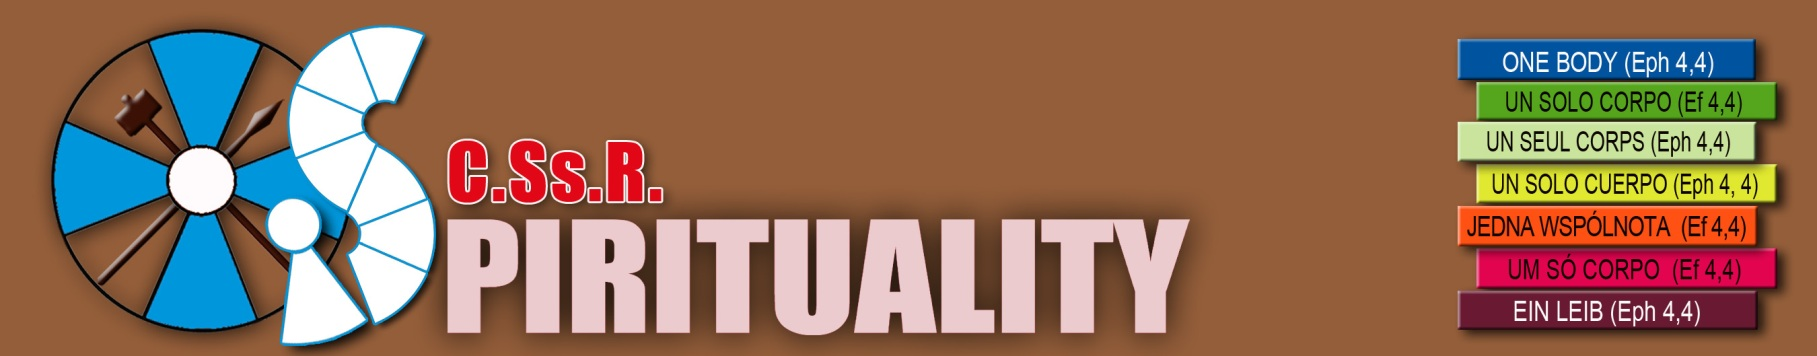 C.Ss.R.
SPIRITUALITY
ONE BODY (Eph 4,4)
UN SOLO CORPO (Ef 4,4)
UN SEUL CORPS (Eph 4,4)
UN SOLO CUERPO (Eph 4, 4)
JEDNA WSPÓLNOTA (Ef 4,4)
UM SÓ CORPO (Ef 4,4)
EIN LEIB (Eph 4,4)